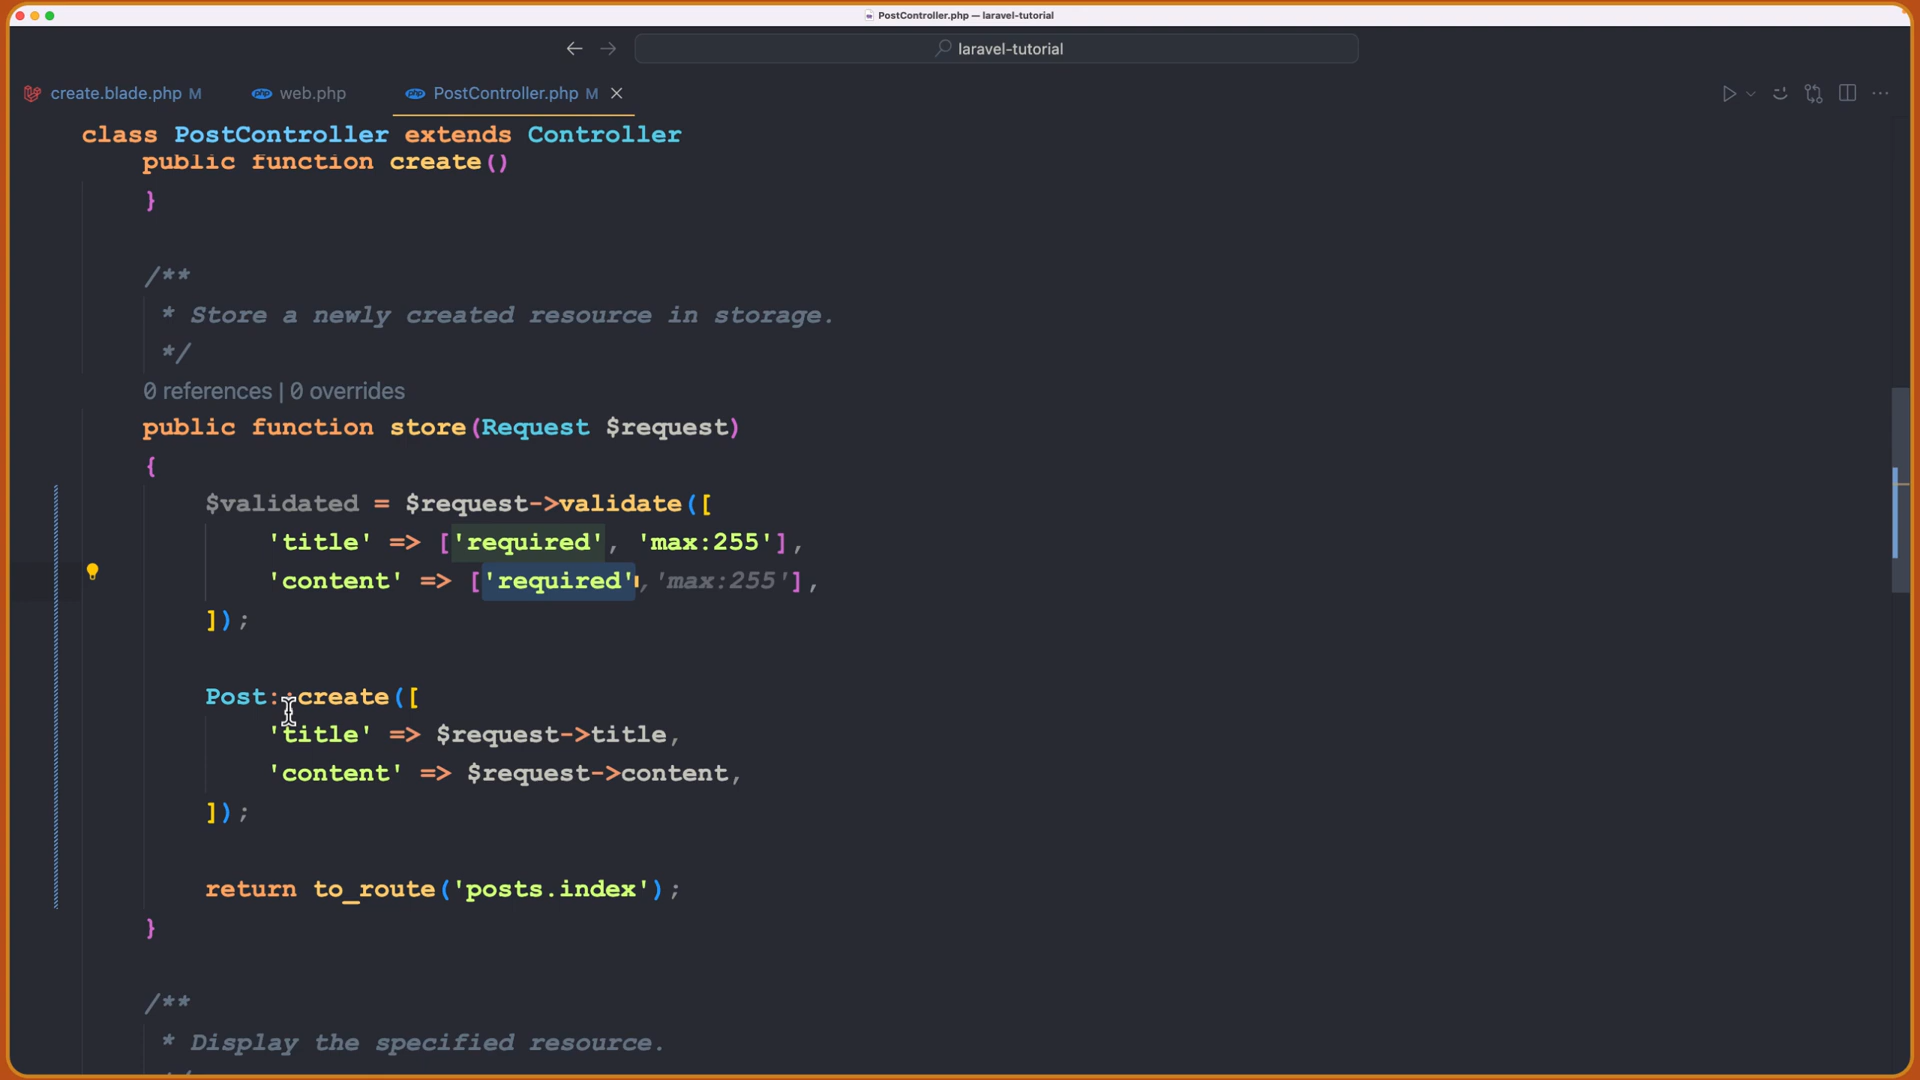 PostController.php — laravel-tutorial
laravel-tutorial
create.blade.php M
web.php
PostController.php M
class PostController extends Controller
public function create()
}
/**
* Store a newly created resource in storage.
*/
0 references | 0 overrides
public function store(Request $request)
{
$validated = $request->validate([
'title' => ['required', 'max:255'],
'content' => ['required','max:255'],
]);
Post::create([
'title' => $request->title,
'content' => $request->content,
]);
return to_route('posts.index');
}
/**
* Display the specified resource.